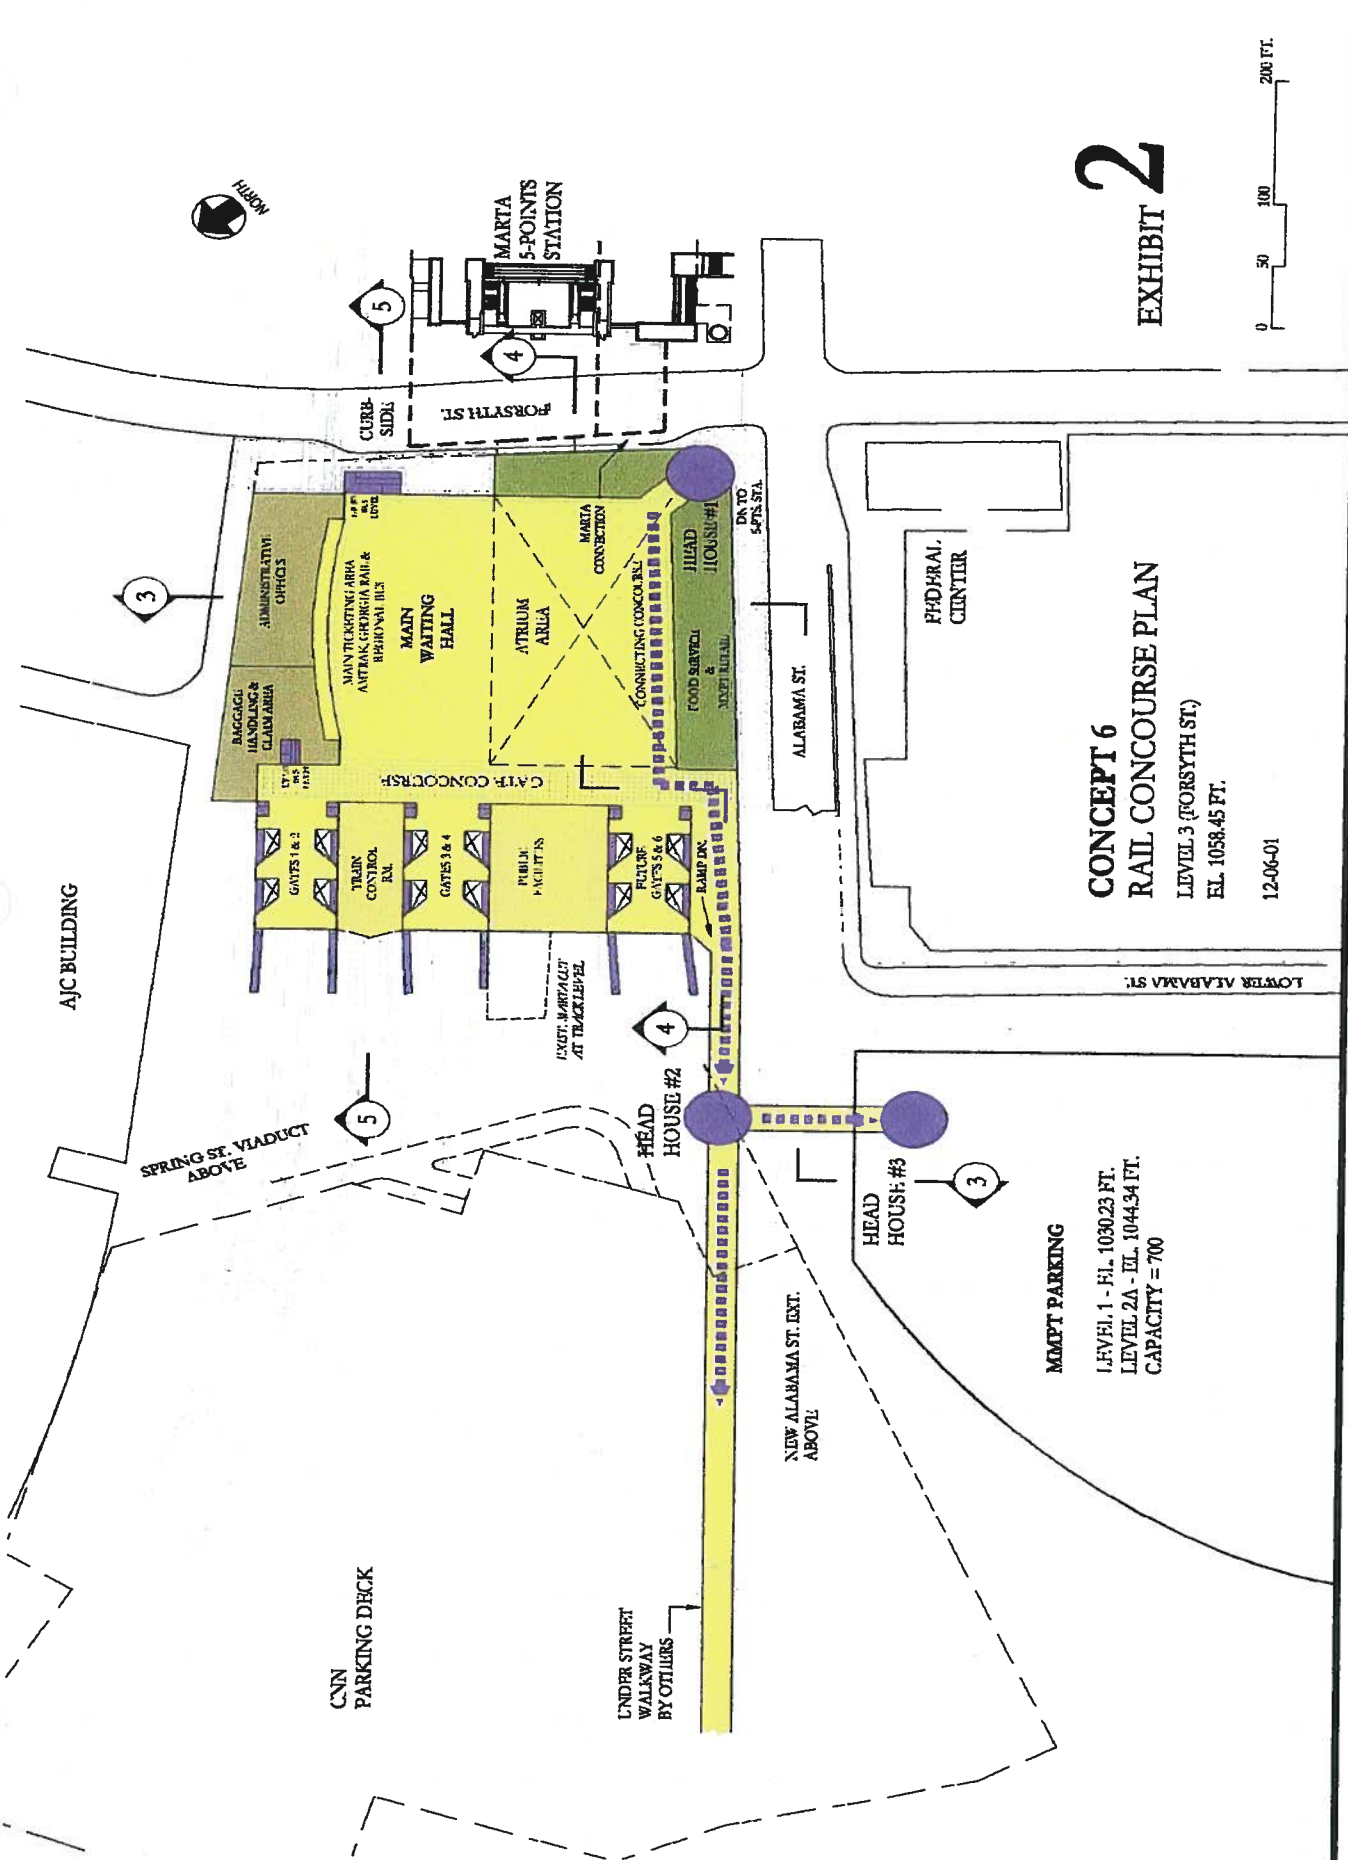 AJC BUILDING
SPRING ST. VIADUCT
ABOVE
CNN
PARKING DECK
UNDER STREET
WALKWAY
BY OTHERS
NEW ALABAMA ST. EXT.
ABOVE
HEAD
HOUSE #2
HEAD
HOUSE #3
MMPT PARKING
LEVEL 1 - EL. 1030.23 FT.
LEVEL 2A - EL. 1044.34 FT.
CAPACITY = 700
5
4
3
EXIST. MARTA CUT
AT TRACK LEVEL
GATES 1 & 2
TRAIN
CONTROL
RM.
GATES 3 & 4
PUBLIC
FACILITIES
FUTURE
GATES 5 & 6
RAMP DN.
GATE CONCOURSE
BAGGAGE
HANDLING &
CLAIM AREA
ADMINISTRATIVE
OFFICES
MAIN TICKETING AREA
AMTRAK, GEORGIA RAIL &
REGIONAL BUS
MAIN
WAITING
HALL
ATRIUM
AREA
CONNECTING CONCOURSE
MARTA
CONNECTION
FOOD SERVICE
&
MMPT RETAIL
HEAD
HOUSE #1
DN. TO
5-PTS. STA.
3
CURB-
SIDE
FORSYTH ST.
5
4
NORTH
MARTA
5-POINTS
STATION
ALABAMA ST.
LOWER ALABAMA ST.
FEDERAL
CENTER
CONCEPT 6
RAIL CONCOURSE PLAN
LEVEL 3 (FORSYTH ST.)
EL. 1058.45 FT.
12-06-01
EXHIBIT 2
0 50 100 200 FT.